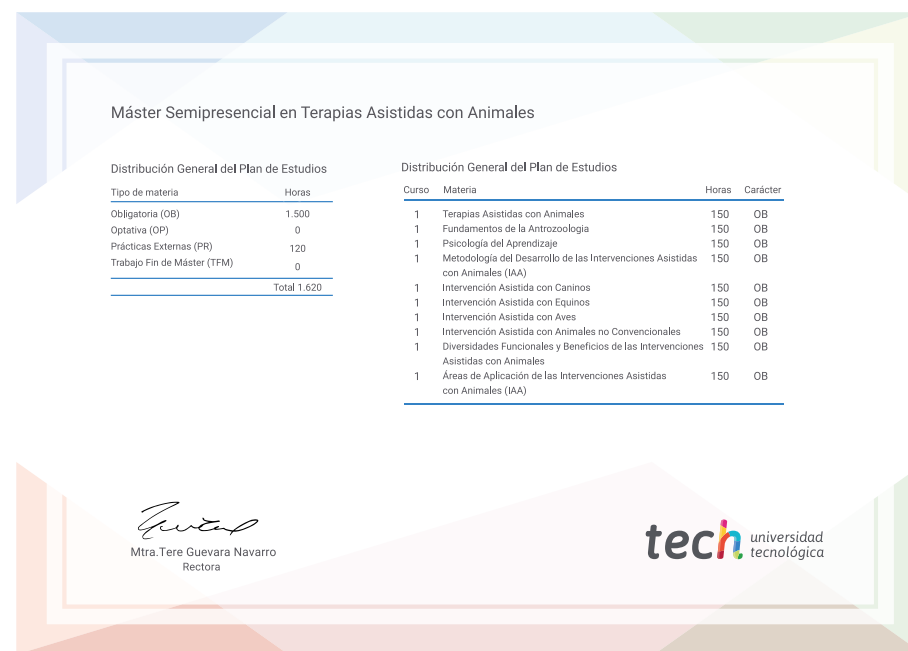 Máster Semipresencial en Terapias Asistidas con Animales
Distribución General del Plan de Estudios
Tipo de materia Horas
Obligatoria (OB) 1.500
Optativa (OP) 0
Prácticas Externas (PR) 120
Trabajo Fin de Máster (TFM) 0
Total 1.620
Distribución General del Plan de Estudios
Curso Materia Horas Carácter
1 Terapias Asistidas con Animales 150 OB
1 Fundamentos de la Antrozoologia 150 OB
1 Psicología del Aprendizaje 150 OB
1 Metodología del Desarrollo de las Intervenciones Asistidas 150 OB
con Animales (IAA)
1 Intervención Asistida con Caninos 150 OB
1 Intervención Asistida con Equinos 150 OB
1 Intervención Asistida con Aves 150 OB
1 Intervención Asistida con Animales no Convencionales 150 OB
1 Diversidades Funcionales y Beneficios de las Intervenciones 150 OB
Asistidas con Animales
1 Áreas de Aplicación de las Intervenciones Asistidas 150 OB
con Animales (IAA)
Mtra.Tere Guevara Navarro
Rectora
tech universidad
tecnológica